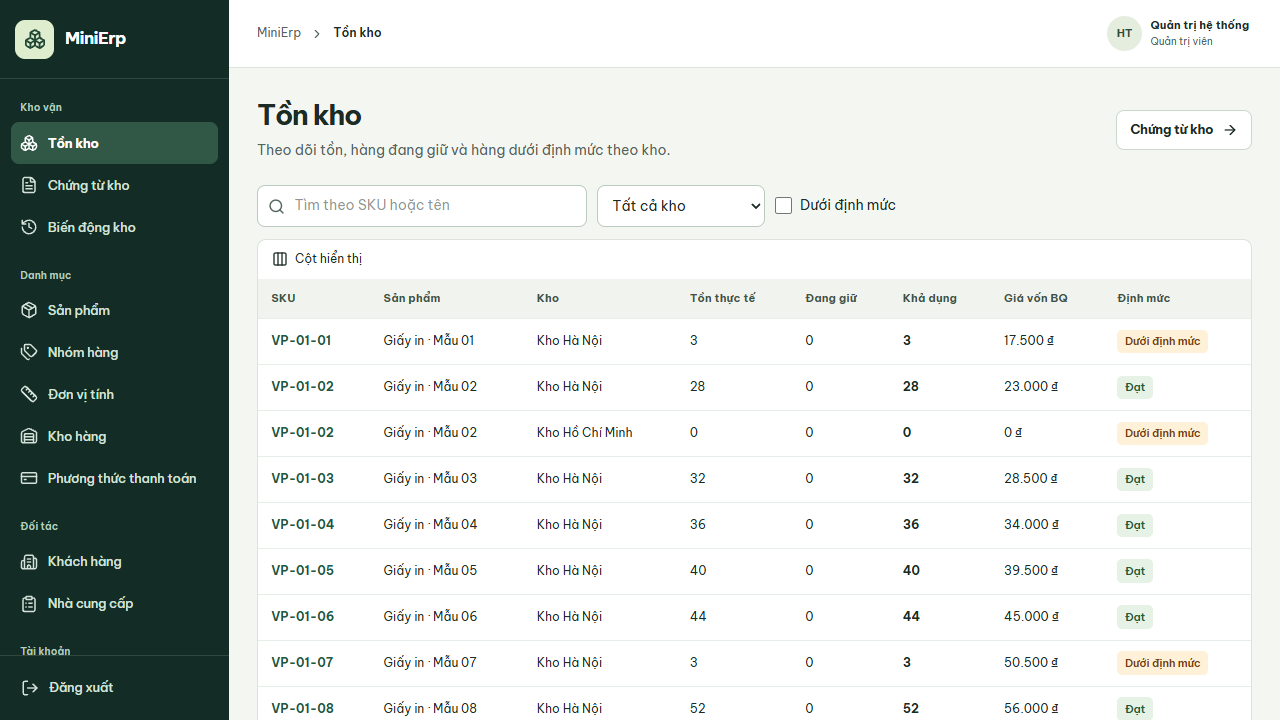 MiniErp
Kho vận
Tồn kho
Chứng từ kho
Biến động kho
Danh mục
Sản phẩm
Nhóm hàng
Đơn vị tính
Kho hàng
Phương thức thanh toán
Đối tác
Khách hàng
Nhà cung cấp
Tài khoản
Đăng xuất
MiniErp > Tồn kho
HT
Quản trị hệ thống
Quản trị viên
Tồn kho
Theo dõi tồn, hàng đang giữ và hàng dưới định mức theo kho.
Chứng từ kho →
Tìm theo SKU hoặc tên
Tất cả kho
Dưới định mức
Cột hiển thị
SKU Sản phẩm Kho Tồn thực tế Đang giữ Khả dụng Giá vốn BQ Định mức
VP-01-01 Giấy in · Mẫu 01 Kho Hà Nội 3 0 3 17.500 ₫ Dưới định mức
VP-01-02 Giấy in · Mẫu 02 Kho Hà Nội 28 0 28 23.000 ₫ Đạt
VP-01-02 Giấy in · Mẫu 02 Kho Hồ Chí Minh 0 0 0 0 ₫ Dưới định mức
VP-01-03 Giấy in · Mẫu 03 Kho Hà Nội 32 0 32 28.500 ₫ Đạt
VP-01-04 Giấy in · Mẫu 04 Kho Hà Nội 36 0 36 34.000 ₫ Đạt
VP-01-05 Giấy in · Mẫu 05 Kho Hà Nội 40 0 40 39.500 ₫ Đạt
VP-01-06 Giấy in · Mẫu 06 Kho Hà Nội 44 0 44 45.000 ₫ Đạt
VP-01-07 Giấy in · Mẫu 07 Kho Hà Nội 3 0 3 50.500 ₫ Dưới định mức
VP-01-08 Giấy in · Mẫu 08 Kho Hà Nội 52 0 52 56.000 ₫ Đạt